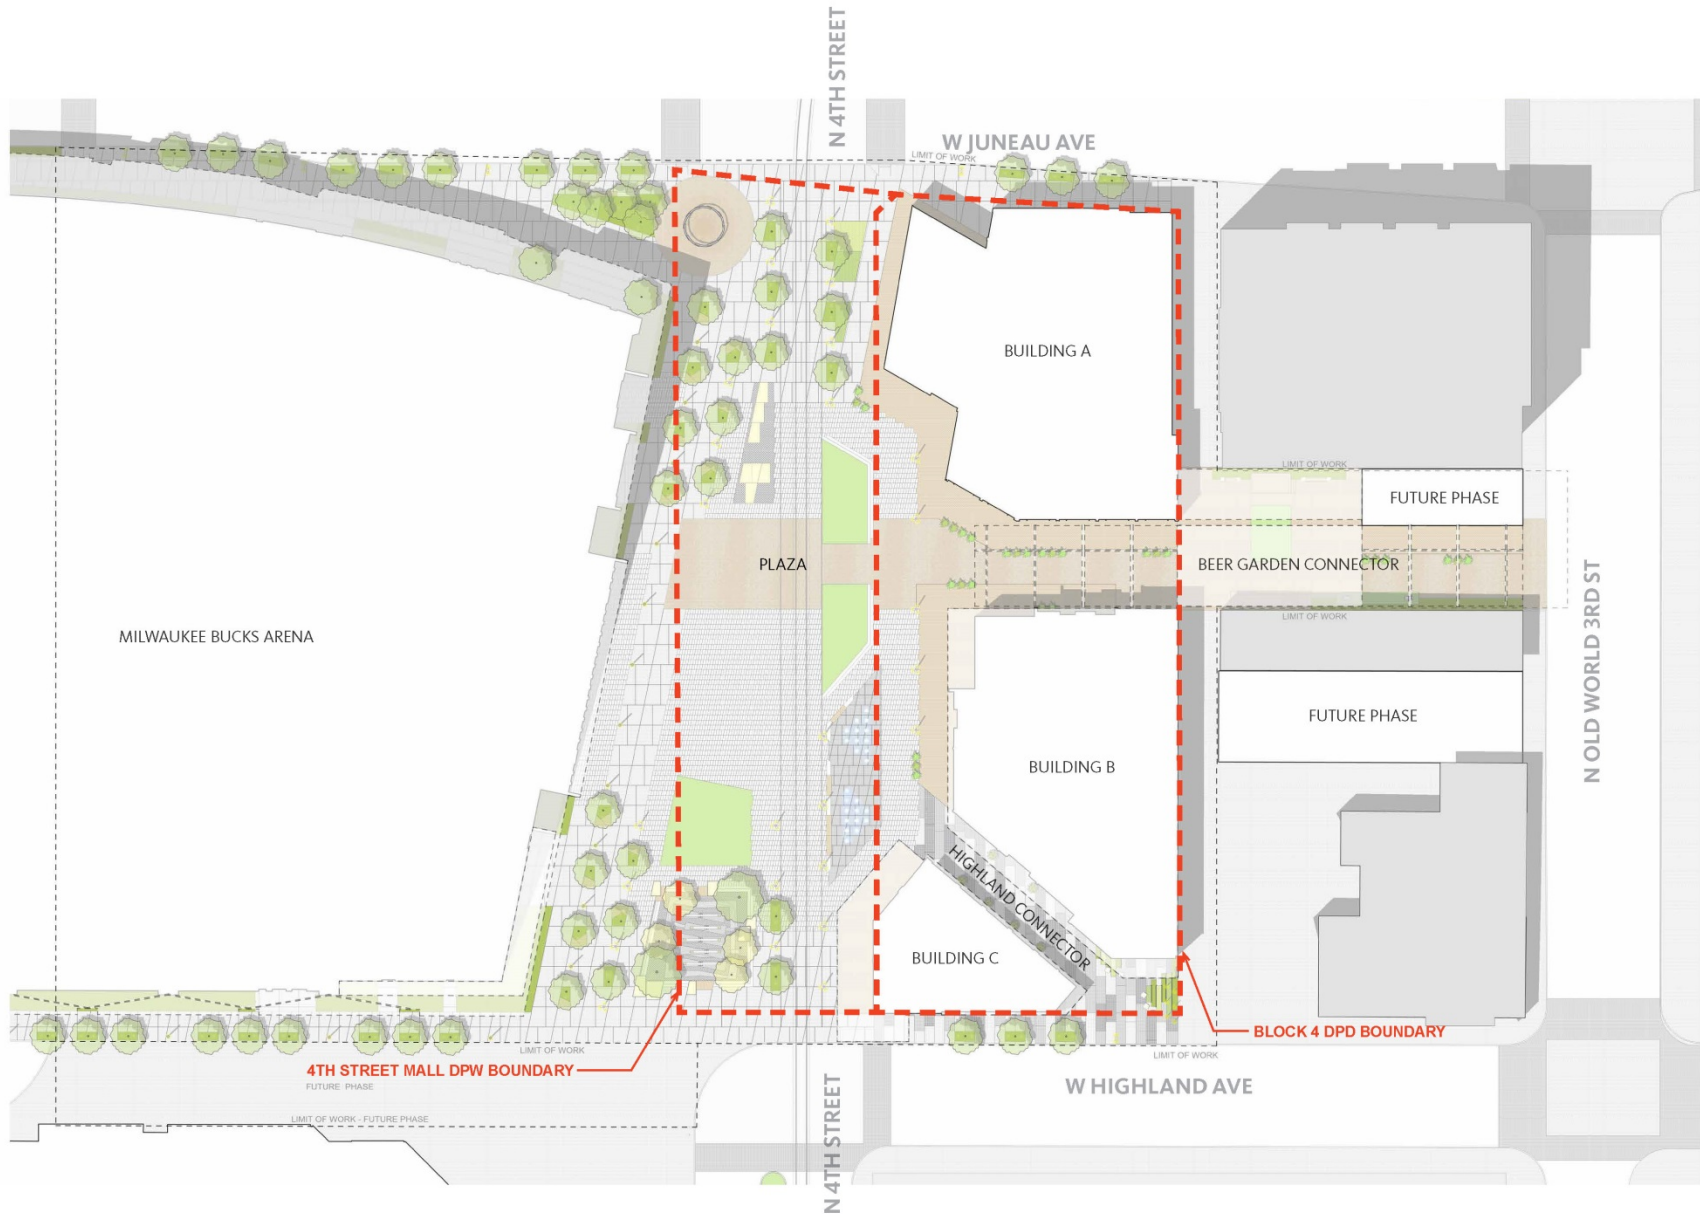 N 4TH STREET
W JUNEAU AVE
LIMIT OF WORK
BUILDING A
LIMIT OF WORK
FUTURE PHASE
PLAZA
BEER GARDEN CONNECTOR
LIMIT OF WORK
MILWAUKEE BUCKS ARENA
N OLD WORLD 3RD ST
FUTURE PHASE
BUILDING B
HIGHLAND CONNECTOR
BUILDING C
BLOCK 4 DPD BOUNDARY
LIMIT OF WORK
LIMIT OF WORK
4TH STREET MALL DPW BOUNDARY
FUTURE PHASE
W HIGHLAND AVE
LIMIT OF WORK - FUTURE PHASE
N 4TH STREET